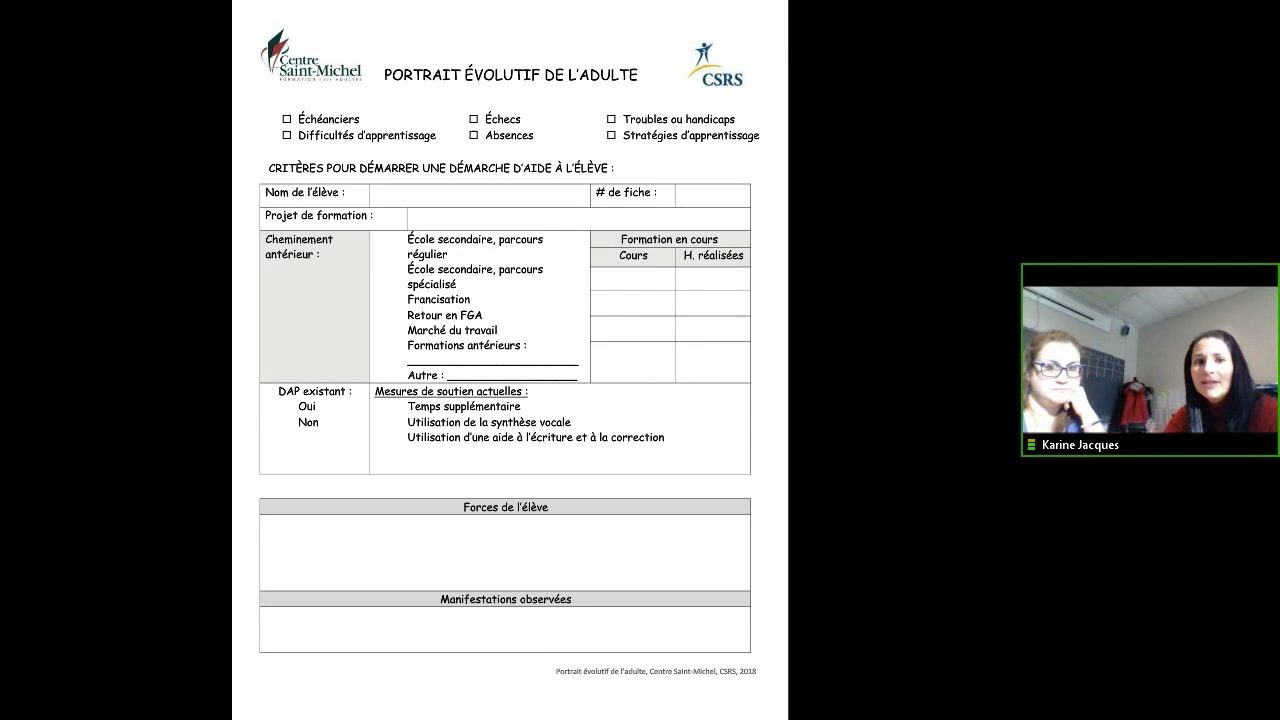 Centre
Saint-Michel
FORMATION DES ADULTES
CSRS
PORTRAIT ÉVOLUTIF DE L'ADULTE
☐ Échéanciers ☐ Échecs ☐ Troubles ou handicaps
☐ Difficultés d'apprentissage ☐ Absences ☐ Stratégies d'apprentissage
CRITÈRES POUR DÉMARRER UNE DÉMARCHE D'AIDE À L'ÉLÈVE :
Nom de l'élève : # de fiche :
Projet de formation :
Cheminement
antérieur :
École secondaire, parcours
régulier
École secondaire, parcours
spécialisé
Francisation
Retour en FGA
Marché du travail
Formations antérieurs :
Autre :
Formation en cours
Cours H. réalisées
DAP existant :
Oui
Non
Mesures de soutien actuelles :
Temps supplémentaire
Utilisation de la synthèse vocale
Utilisation d'une aide à l'écriture et à la correction
Forces de l'élève
Manifestations observées
Portrait évolutif de l'adulte, Centre Saint-Michel, CSRS, 2018
Karine Jacques